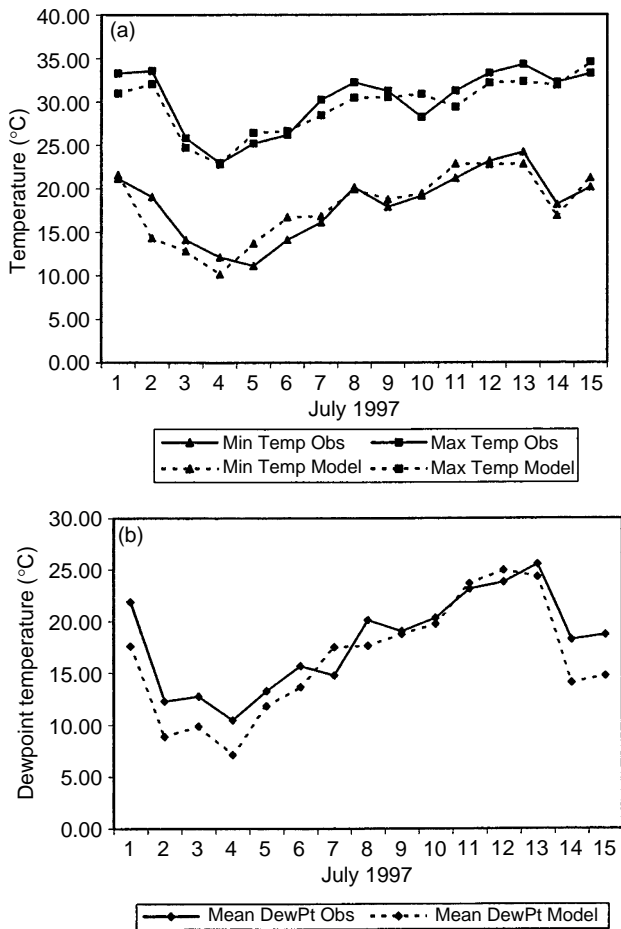 (a)
40.00
35.00
30.00
25.00
20.00
15.00
10.00
5.00
0.00
Temperature (°C)
1 2 3 4 5 6 7 8 9 10 11 12 13 14 15
July 1997
Min Temp Obs Max Temp Obs
Min Temp Model Max Temp Model
(b)
30.00
25.00
20.00
15.00
10.00
5.00
0.00
Dewpoint temperature (°C)
1 2 3 4 5 6 7 8 9 10 11 12 13 14 15
July 1997
Mean DewPt Obs Mean DewPt Model